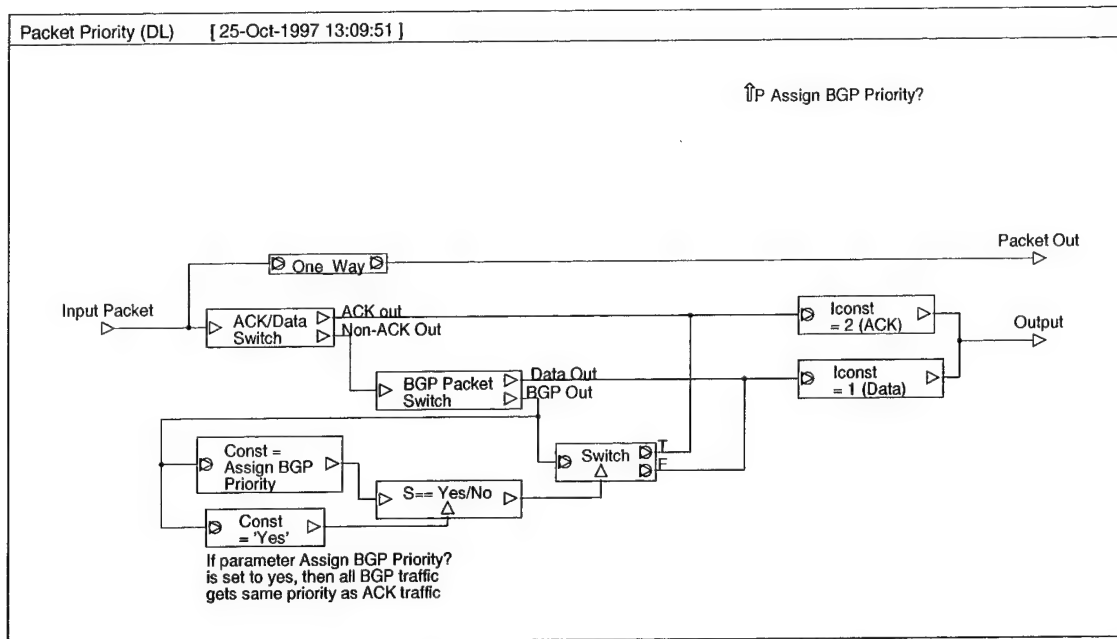 Packet Priority (DL) [ 25-Oct-1997 13:09:51 ]
⇑P Assign BGP Priority?
Packet Out
One_Way
Input Packet
ACK/Data
Switch
ACK out
Non-ACK Out
Iconst
= 2 (ACK)
Output
BGP Packet
Switch
Data Out
BGP Out
Iconst
= 1 (Data)
Switch
T
F
Const =
Assign BGP
Priority
S== Yes/No
Const
= 'Yes'
If parameter Assign BGP Priority?
is set to yes, then all BGP traffic
gets same priority as ACK traffic